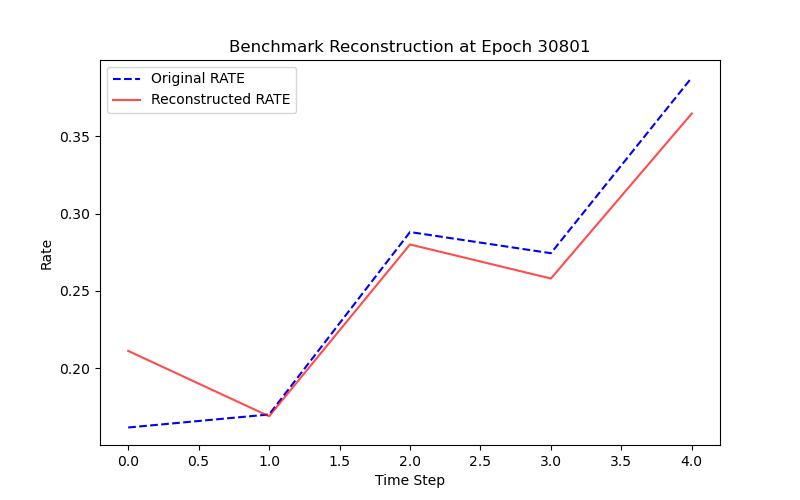 Benchmark Reconstruction at Epoch 30801
Original RATE
Reconstructed RATE
Rate
0.35
0.30
0.25
0.20
0.0 0.5 1.0 1.5 2.0 2.5 3.0 3.5 4.0
Time Step